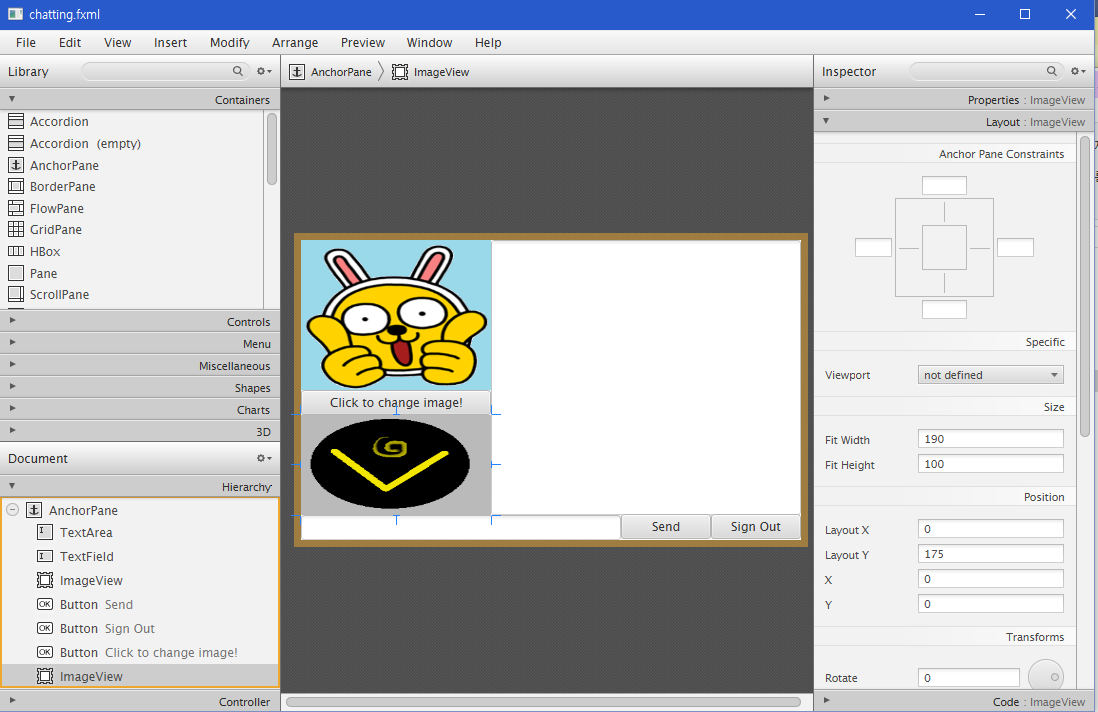 chatting.fxml
File Edit View Insert Modify Arrange Preview Window Help
Library
Containers
Accordion
Accordion (empty)
AnchorPane
BorderPane
FlowPane
GridPane
HBox
Pane
ScrollPane
Controls
Menu
Miscellaneous
Shapes
Charts
3D
Document
Hierarchy
AnchorPane
TextArea
TextField
ImageView
OK Button Send
OK Button Sign Out
OK Button Click to change image!
ImageView
Controller
AnchorPane ImageView
Click to change image!
G
Send Sign Out
Inspector
Properties : ImageView
Layout : ImageView
Anchor Pane Constraints
Specific
Viewport not defined
Size
Fit Width 190
Fit Height 100
Position
Layout X 0
Layout Y 175
X 0
Y 0
Transforms
Rotate 0
Code : ImageView